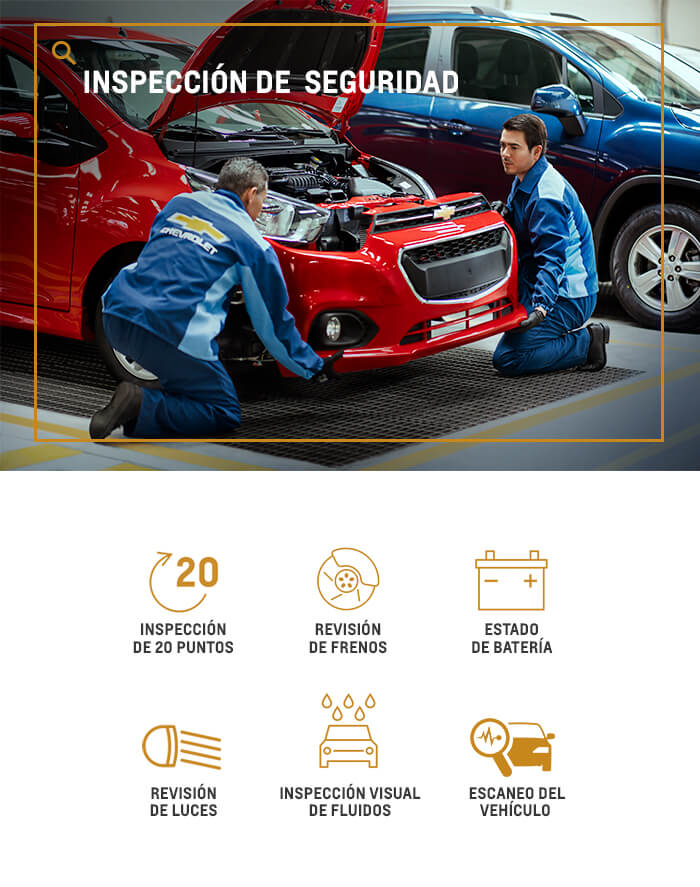 INSPECCIÓN DE SEGURIDAD
CHEVROLET
20
INSPECCIÓN
DE 20 PUNTOS
REVISIÓN
DE FRENOS
ESTADO
DE BATERÍA
REVISIÓN
DE LUCES
INSPECCIÓN VISUAL
DE FLUIDOS
ESCANEO DEL
VEHÍCULO